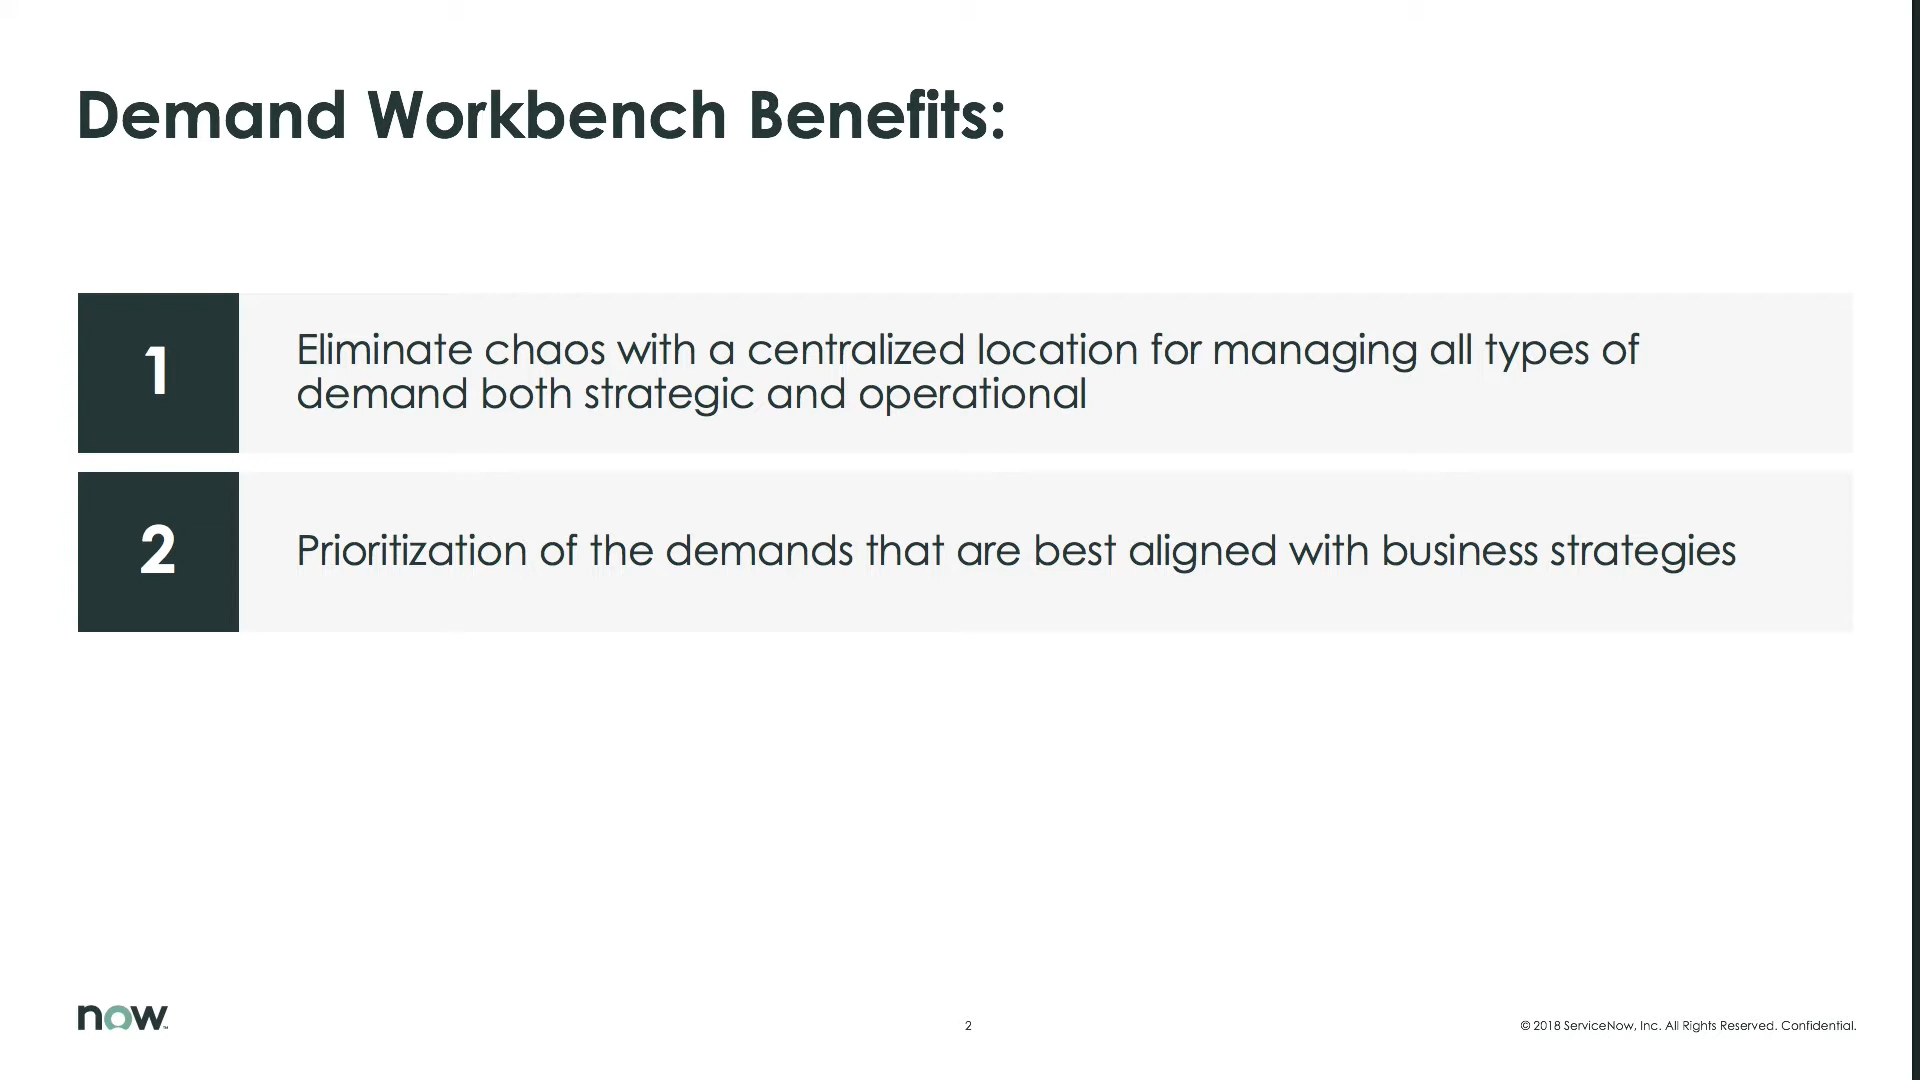 Demand Workbench Benefits:
1
Eliminate chaos with a centralized location for managing all types of
demand both strategic and operational
2
Prioritization of the demands that are best aligned with business strategies
now™
2
© 2018 ServiceNow, Inc. All Rights Reserved. Confidential.